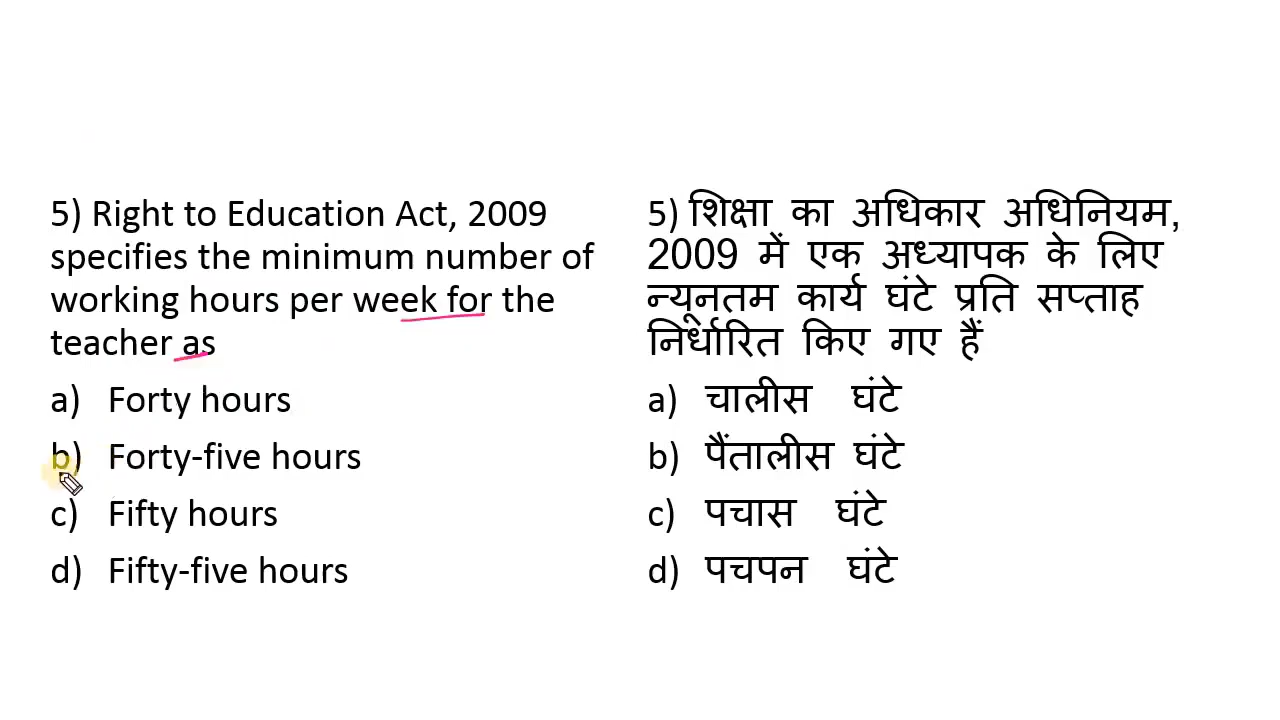 5) Right to Education Act, 2009
specifies the minimum number of
working hours per week for the
teacher as
a) Forty hours
b) Forty-five hours
c) Fifty hours
d) Fifty-five hours
5) शिक्षा का अधिकार अधिनियम,
2009 में एक अध्यापक के लिए
न्यूनतम कार्य घंटे प्रति सप्ताह
निर्धारित किए गए हैं
a) चालीस घंटे
b) पैंतालीस घंटे
c) पचास घंटे
d) पचपन घंटे